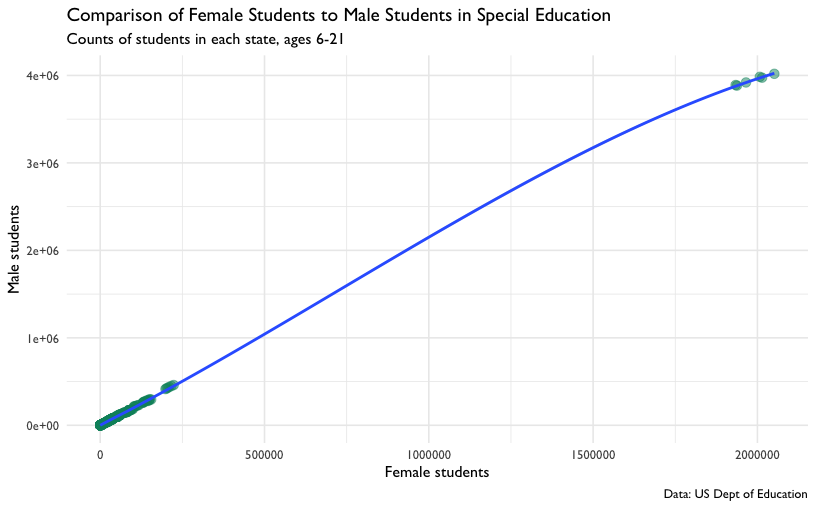 Comparison of Female Students to Male Students in Special Education
Counts of students in each state, ages 6-21
4e+06
3e+06
2e+06
1e+06
0e+00
Male students
0 500000 1000000 1500000 2000000
Female students
Data: US Dept of Education